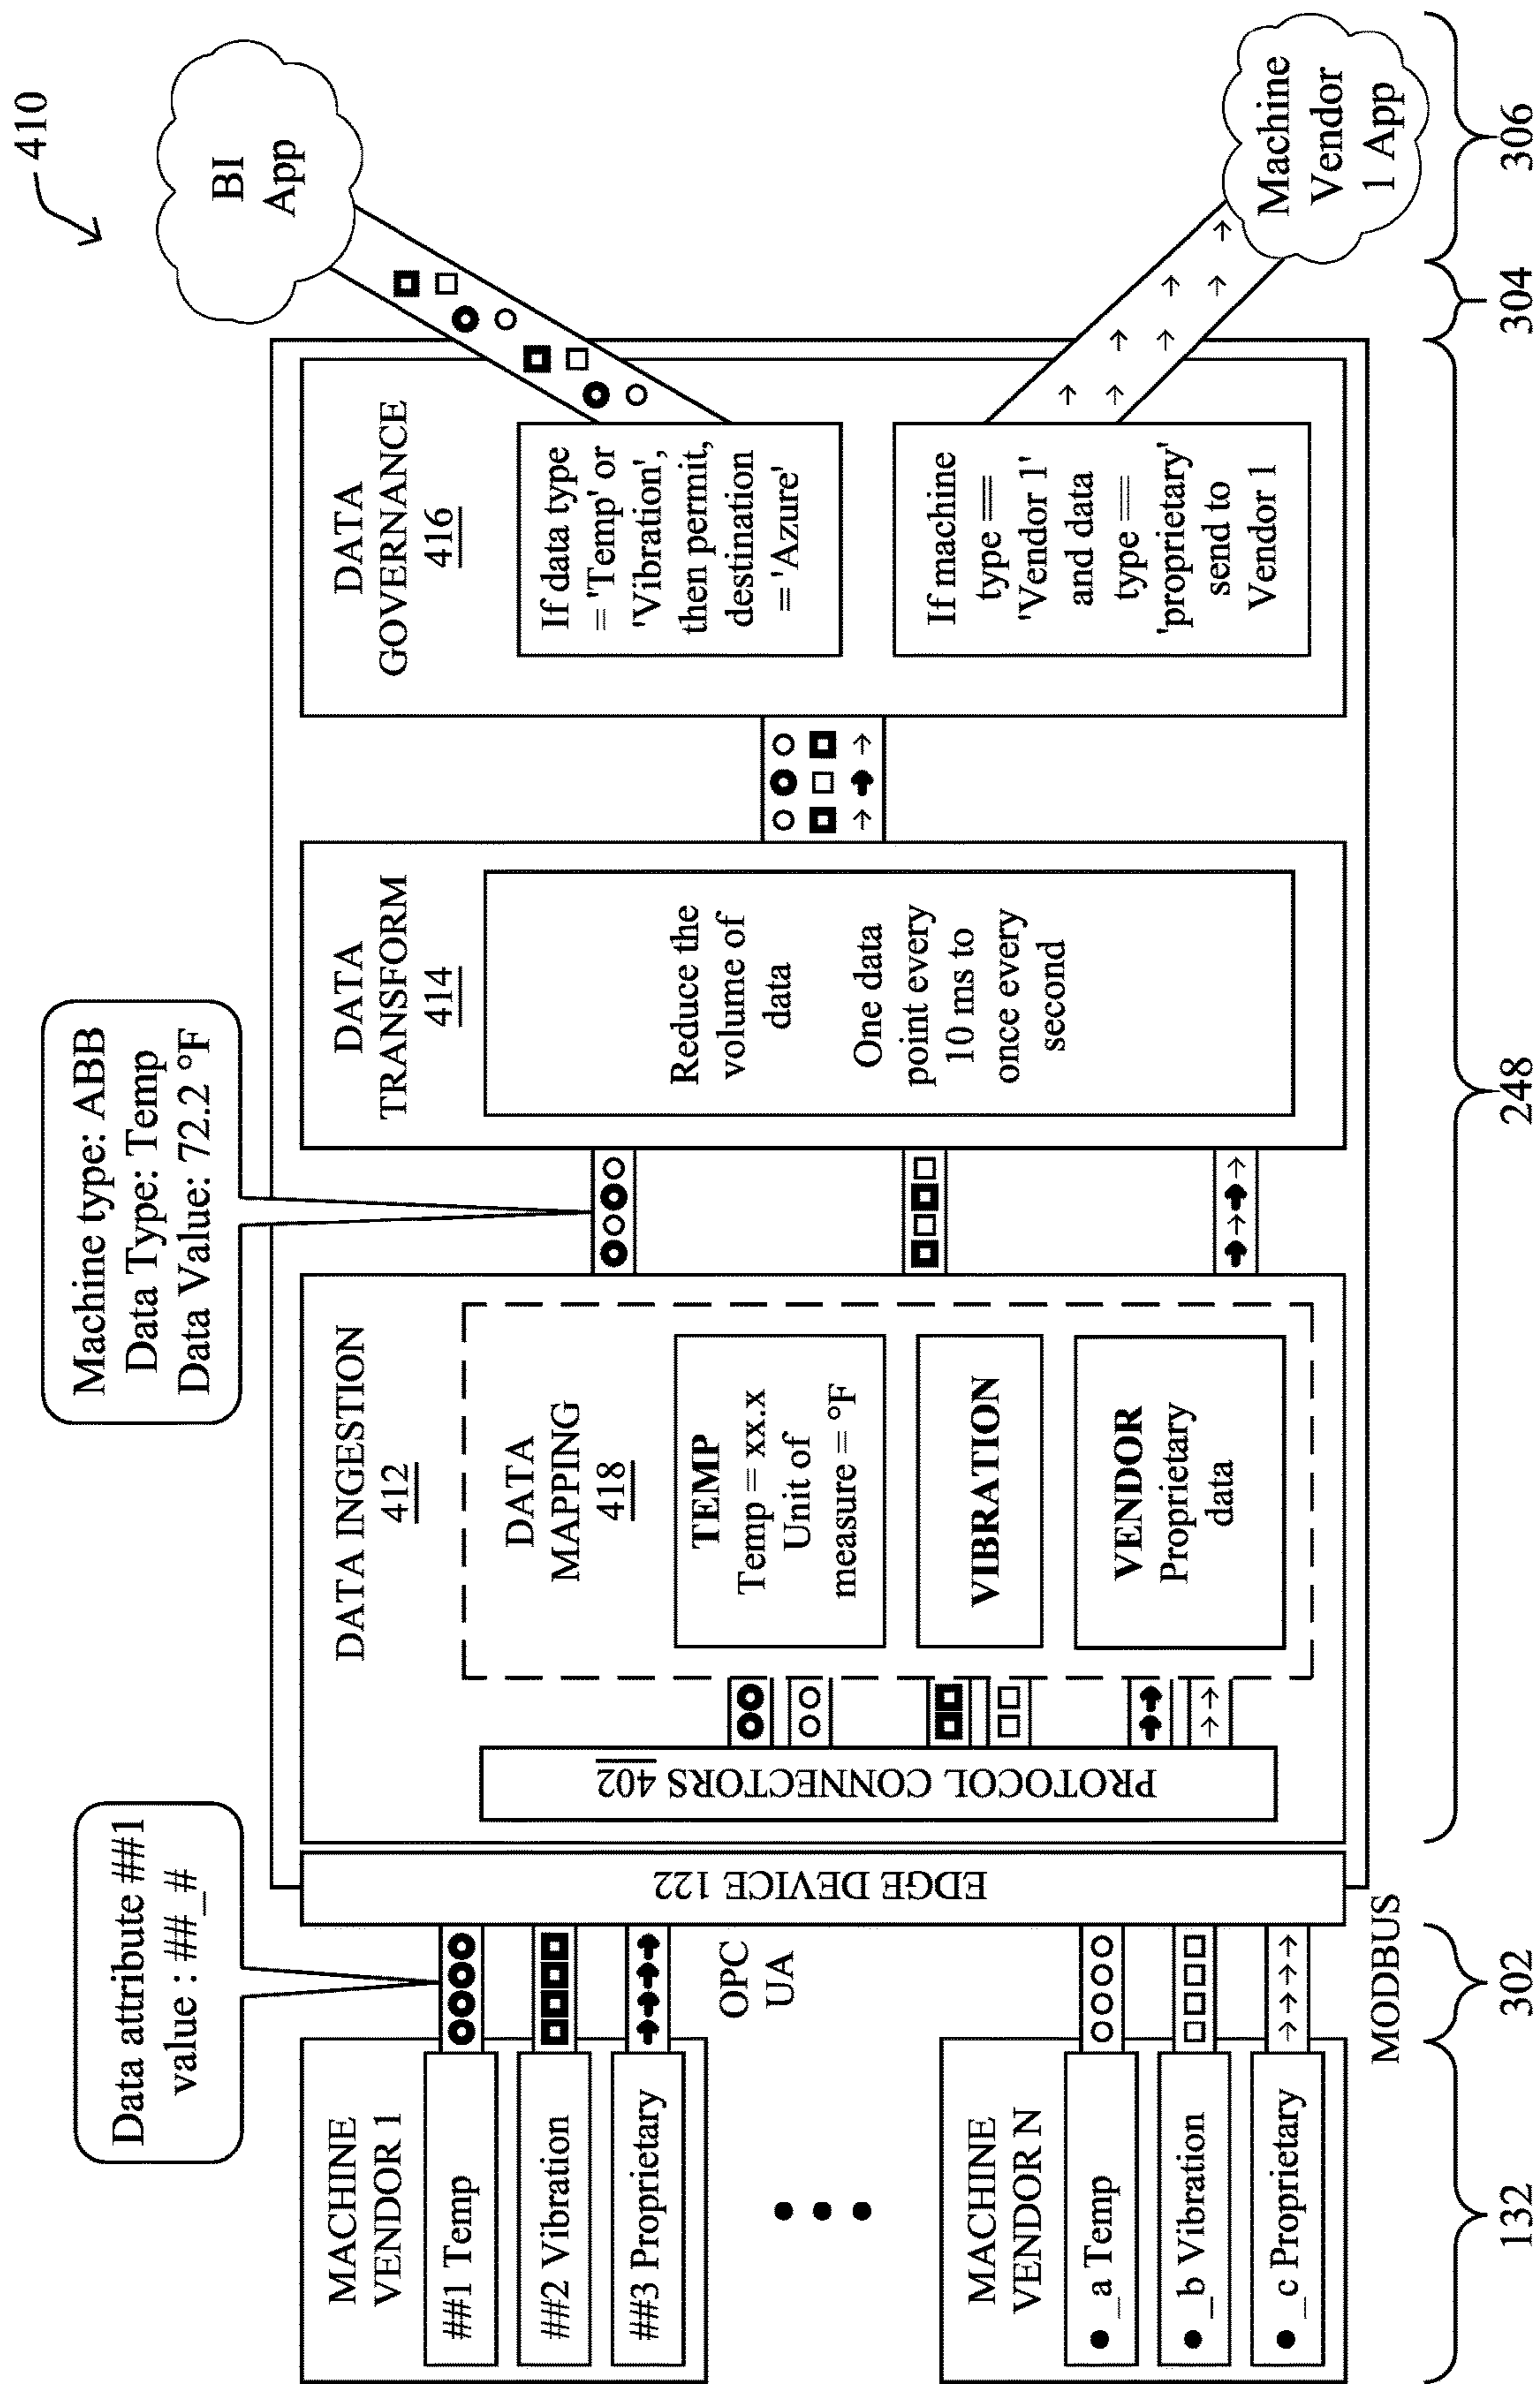 410
Data attribute ##1
value : ##_#
Machine type: ABB
Data Type: Temp
Data Value: 72.2 °F
MACHINE
VENDOR 1
##1 Temp
##2 Vibration
##3 Proprietary
OPC
UA
MACHINE
VENDOR N
● _a Temp
● _b Vibration
● _c Proprietary
MODBUS
EDGE DEVICE 122
DATA INGESTION
412
PROTOCOL CONNECTORS 402
DATA
MAPPING
418
TEMP
Temp = xx.x
Unit of
measure = °F
VIBRATION
VENDOR
Proprietary
data
DATA
TRANSFORM
414
Reduce the
volume of
data
One data
point every
10 ms to
once every
second
DATA
GOVERNANCE
416
If data type
= 'Temp' or
'Vibration',
then permit,
destination
= 'Azure'
If machine
type ==
'Vendor 1'
and data
type ==
'proprietary'
send to
Vendor 1
BI
App
Machine
Vendor
1 App
132
302
248
304
306